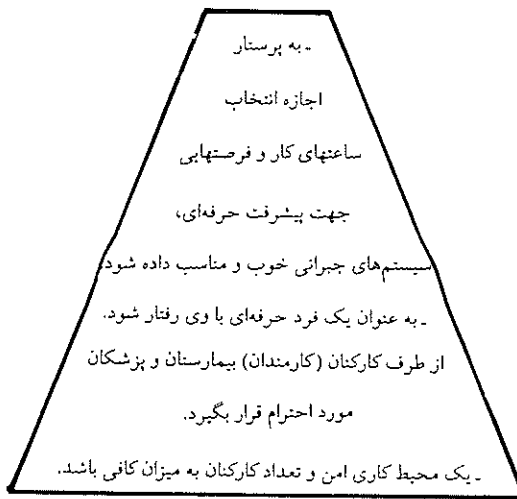 - به پرستار
اجازه انتخاب
ساعتهای کار و فرصتهایی
جهت پیشرفت حرفه‌ای،
سیستم‌های جبرانی خوب و مناسب داده شود.
- به عنوان یک فرد حرفه‌ای با وی رفتار شود.
از طرف کارکنان (کارمندان) بیمارستان و پزشکان
مورد احترام قرار بگیرد.
- یک محیط کاری امن و تعداد کارکنان به میزان کافی باشد.